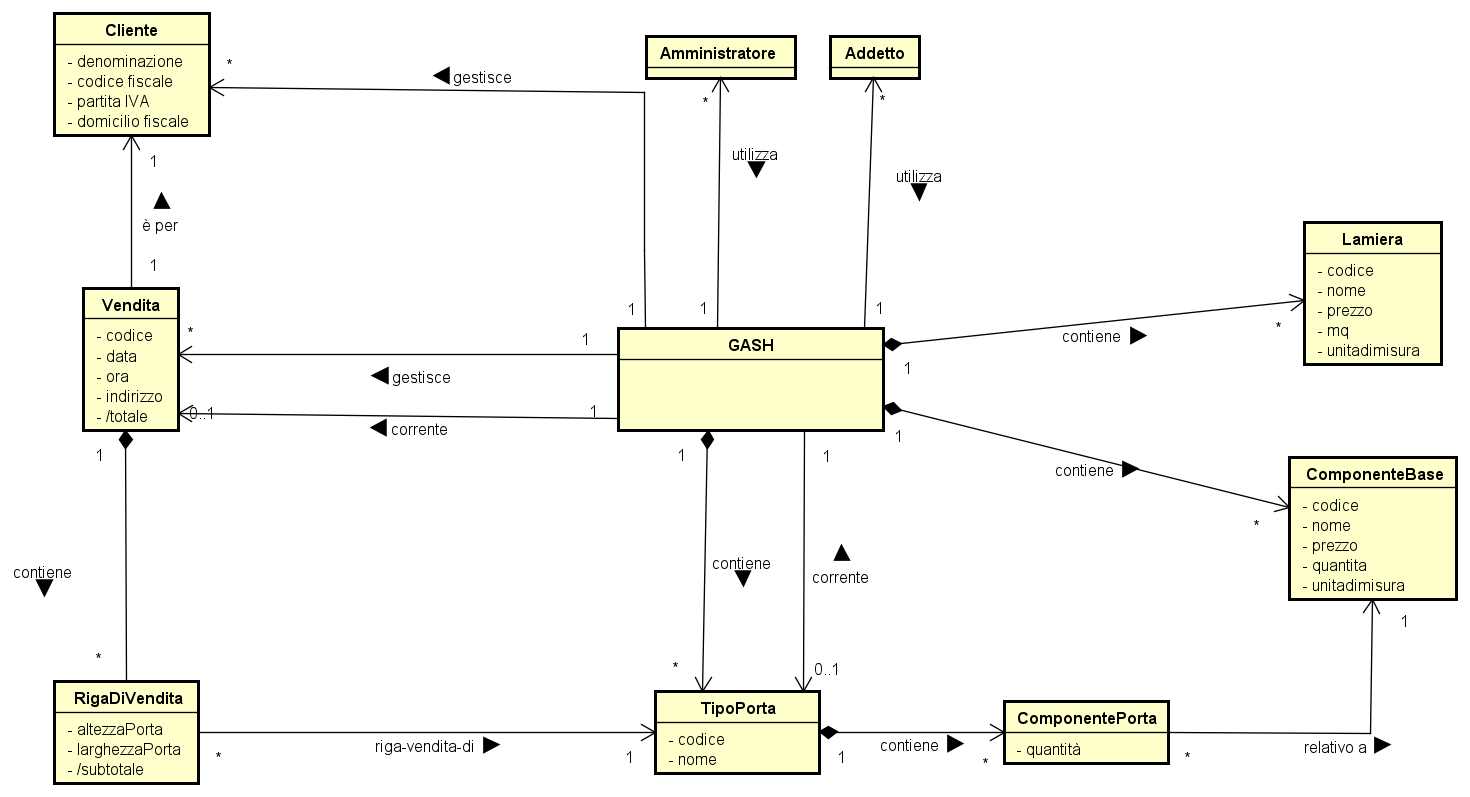 Cliente
- denominazione
- codice fiscale
- partita IVA
- domicilio fiscale
*
gestisce
Amministratore
*
utilizza
Addetto
*
utilizza
1
è per
1
Vendita
- codice
- data
- ora
- indirizzo
- /totale
*
1
gestisce
0..1
1
corrente
1
1
1
GASH
1
contiene
*
Lamiera
- codice
- nome
- prezzo
- mq
- unitadimisura
1
contiene
*
ComponenteBase
- codice
- nome
- prezzo
- quantita
- unitadimisura
1
1
contiene
*
1
contiene
*
1
corrente
0..1
RigaDiVendita
- altezzaPorta
- larghezzaPorta
- /subtotale
*
riga-vendita-di
1
TipoPorta
- codice
- nome
1
contiene
*
ComponentePorta
- quantità
*
relativo a